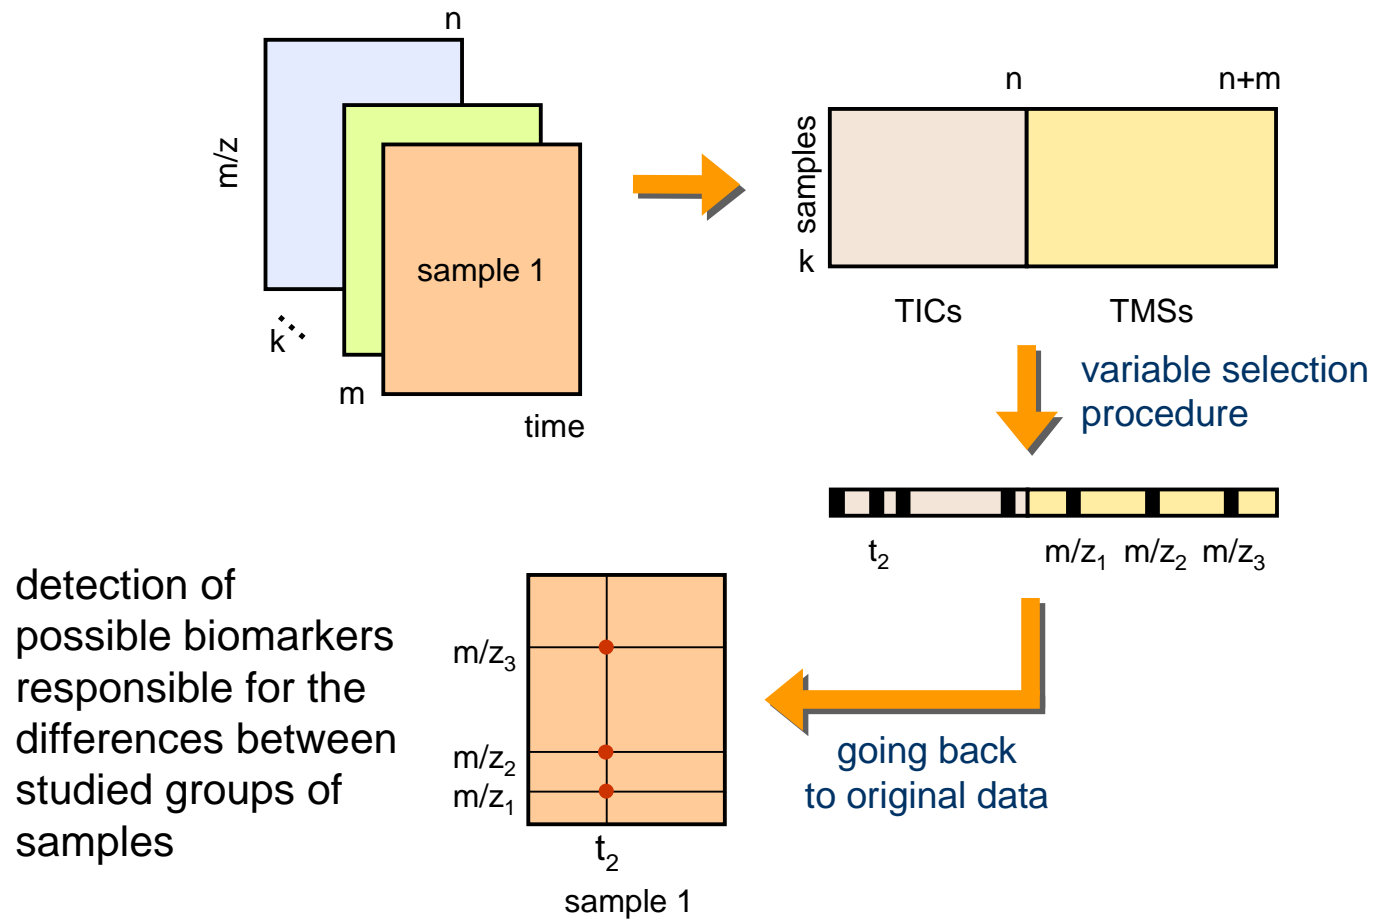 n
m/z
sample 1
k
m
time
n
n+m
samples
k
TICs
TMSs
variable selection
procedure
t₂
m/z₁
m/z₂
m/z₃
going back
to original data
detection of
possible biomarkers
responsible for the
differences between
studied groups of
samples
m/z₃
m/z₂
m/z₁
t₂
sample 1